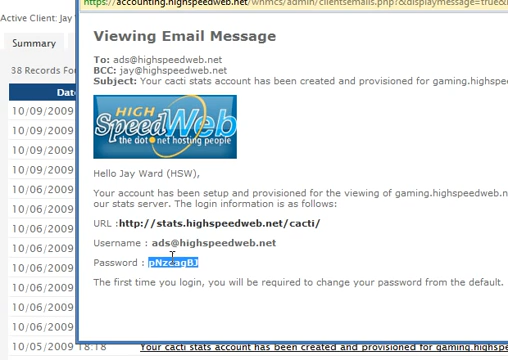 https://accounting.highspeedweb.net/whmcs/admin/clientsemails.php?&displaymessage=true&
Active Client: Jay
Viewing Email Message
Summary
To: ads@highspeedweb.net
BCC: jay@highspeedweb.net
38 Records
Subject: Your cacti stats account has been created and provisioned for gaming.highspe
HIGH
SpeedWeb
the dot net hosting people
10/09/2009
10/09/2009
10/09/2009
10/09/2009
Hello Jay Ward (HSW),
10/06/2009
Your account has been setup and provisioned for the viewing of gaming.highspeedweb.n
10/06/2009
our stats server. The login information is as follows:
10/06/2009
URL :http://stats.highspeedweb.net/cacti/
10/06/2009
Username : ads@highspeedweb.net
10/06/2009
Password :
10/06/2009
The first time you login, you will be required to change your password from the default.
10/06/2009
10/06/2009
10/05/2009 18:18 Your cacti stats account has been created and provisioned for gaming.highspe